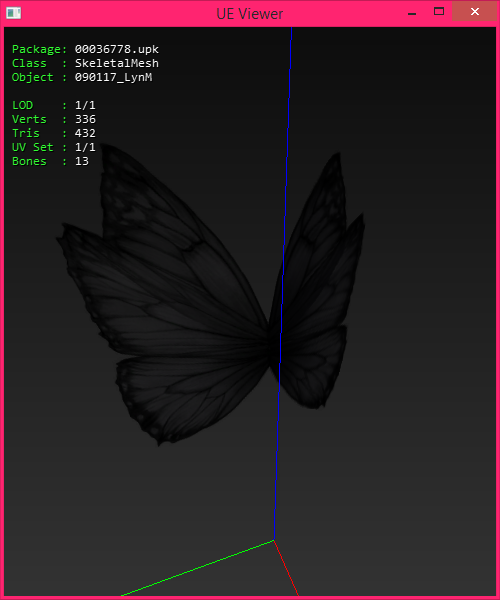 UE Viewer
Package: 00036778.upk
Class  : SkeletalMesh
Object : 090117_LynM
LOD    : 1/1
Verts  : 336
Tris   : 432
UV Set : 1/1
Bones  : 13